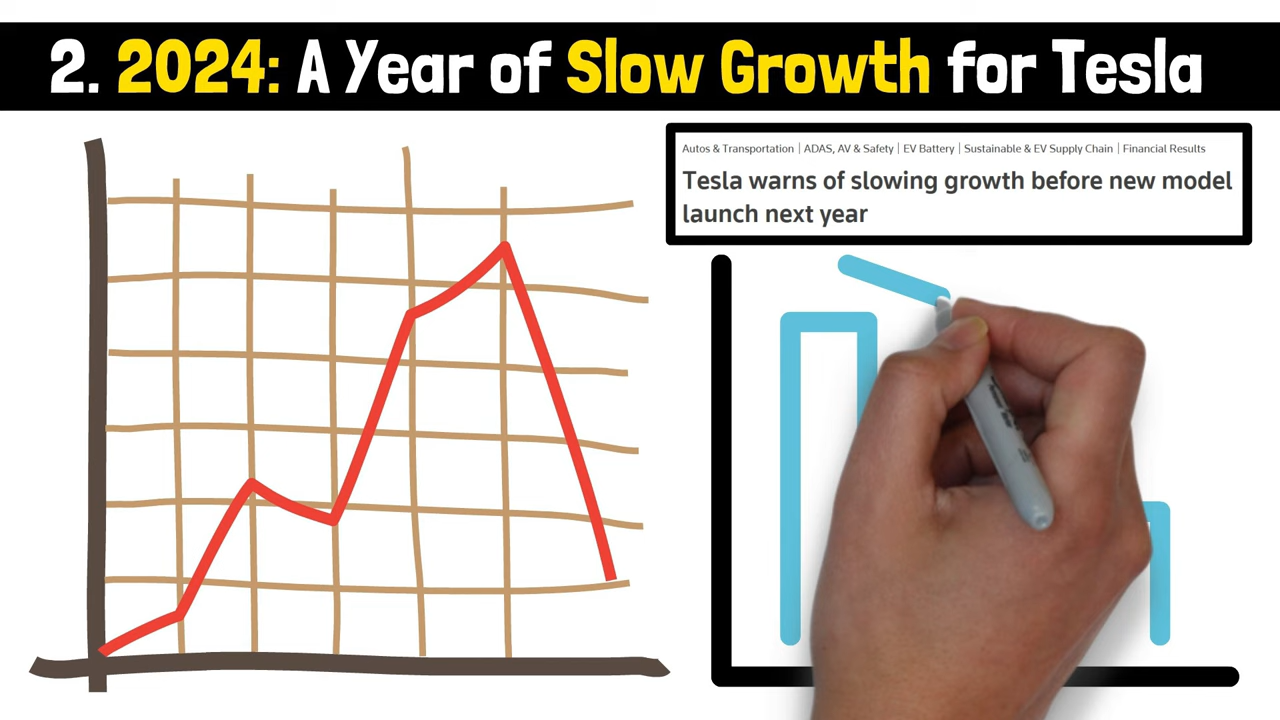 2. 2024: A Year of Slow Growth for Tesla
Autos & Transportation | ADAS, AV & Safety | EV Battery | Sustainable & EV Supply Chain | Financial Results
Tesla warns of slowing growth before new model
launch next year